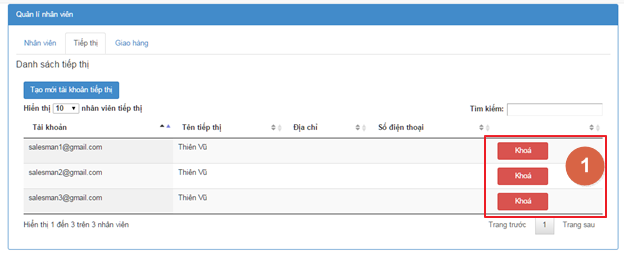 Quản lí nhân viên
Nhân viên Tiếp thị Giao hàng
Danh sách tiếp thị
Tạo mới tài khoản tiếp thị
Hiển thị 10 nhân viên tiếp thị Tìm kiếm:
Tài khoản Tên tiếp thị Địa chỉ Số điện thoại
salesman1@gmail.com Thiên Vũ Khoá
salesman2@gmail.com Thiên Vũ Khoá
salesman3@gmail.com Thiên Vũ Khoá
1
Hiển thị 1 đến 3 trên 3 nhân viên Trang trước 1 Trang sau